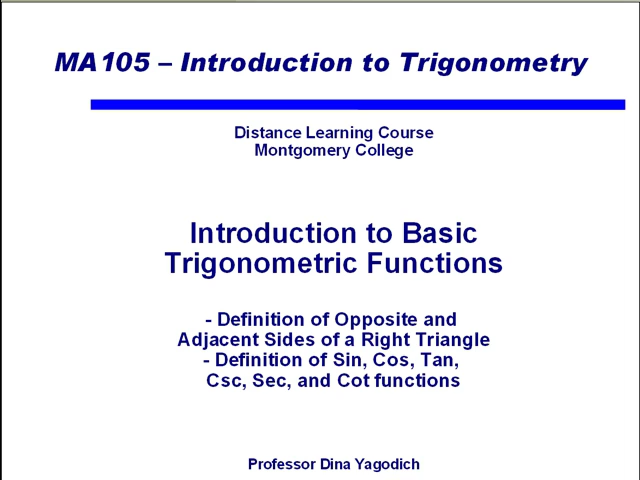 MA105 – Introduction to Trigonometry
Distance Learning Course
Montgomery College
Introduction to Basic
Trigonometric Functions
- Definition of Opposite and
Adjacent Sides of a Right Triangle
- Definition of Sin, Cos, Tan,
Csc, Sec, and Cot functions
Professor Dina Yagodich